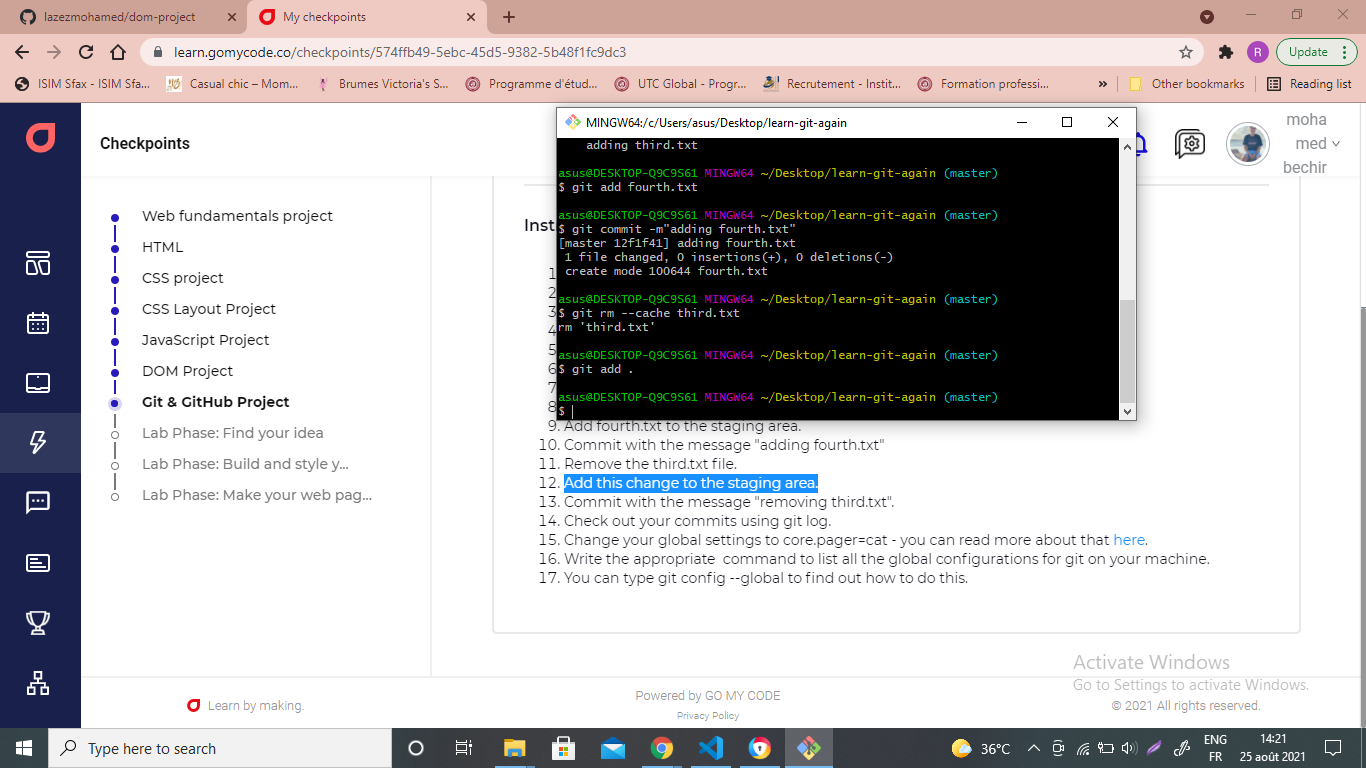 lazezmohamed/dom-project
My checkpoints
learn.gomycode.co/checkpoints/574ffb49-5ebc-45d5-9382-5b48f1fc9dc3
R
Update
ISIM Sfax - ISIM Sfa...
Casual chic – Mom...
Brumes Victoria's S...
Programme d'étud...
UTC Global - Progr...
Recrutement - Instit...
Formation professi...
»
Other bookmarks
Reading list
Checkpoints
moha
med
bechir
Web fundamentals project
HTML
CSS project
CSS Layout Project
JavaScript Project
DOM Project
Git & GitHub Project
Lab Phase: Find your idea
Lab Phase: Build and style y...
Lab Phase: Make your web pag...
MINGW64:/c/Users/asus/Desktop/learn-git-again
adding third.txt
asus@DESKTOP-Q9C9S61 MINGW64 ~/Desktop/learn-git-again (master)
$ git add fourth.txt
asus@DESKTOP-Q9C9S61 MINGW64 ~/Desktop/learn-git-again (master)
$ git commit -m"adding fourth.txt"
[master 12f1f41] adding fourth.txt
1 file changed, 0 insertions(+), 0 deletions(-)
create mode 100644 fourth.txt
asus@DESKTOP-Q9C9S61 MINGW64 ~/Desktop/learn-git-again (master)
$ git rm --cache third.txt
rm 'third.txt'
asus@DESKTOP-Q9C9S61 MINGW64 ~/Desktop/learn-git-again (master)
$ git add .
asus@DESKTOP-Q9C9S61 MINGW64 ~/Desktop/learn-git-again (master)
$
Inst
1
2
3
4
5
6
7
8
9. Add fourth.txt to the staging area.
10. Commit with the message "adding fourth.txt"
11. Remove the third.txt file.
12. Add this change to the staging area.
13. Commit with the message "removing third.txt".
14. Check out your commits using git log.
15. Change your global settings to core.pager=cat - you can read more about that here.
16. Write the appropriate  command to list all the global configurations for git on your machine.
17. You can type git config --global to find out how to do this.
Activate Windows
Go to Settings to activate Windows.
Learn by making.
Powered by GO MY CODE
Privacy Policy
© 2021 All rights reserved.
Type here to search
36°C
ENG
FR
14:21
25 août 2021